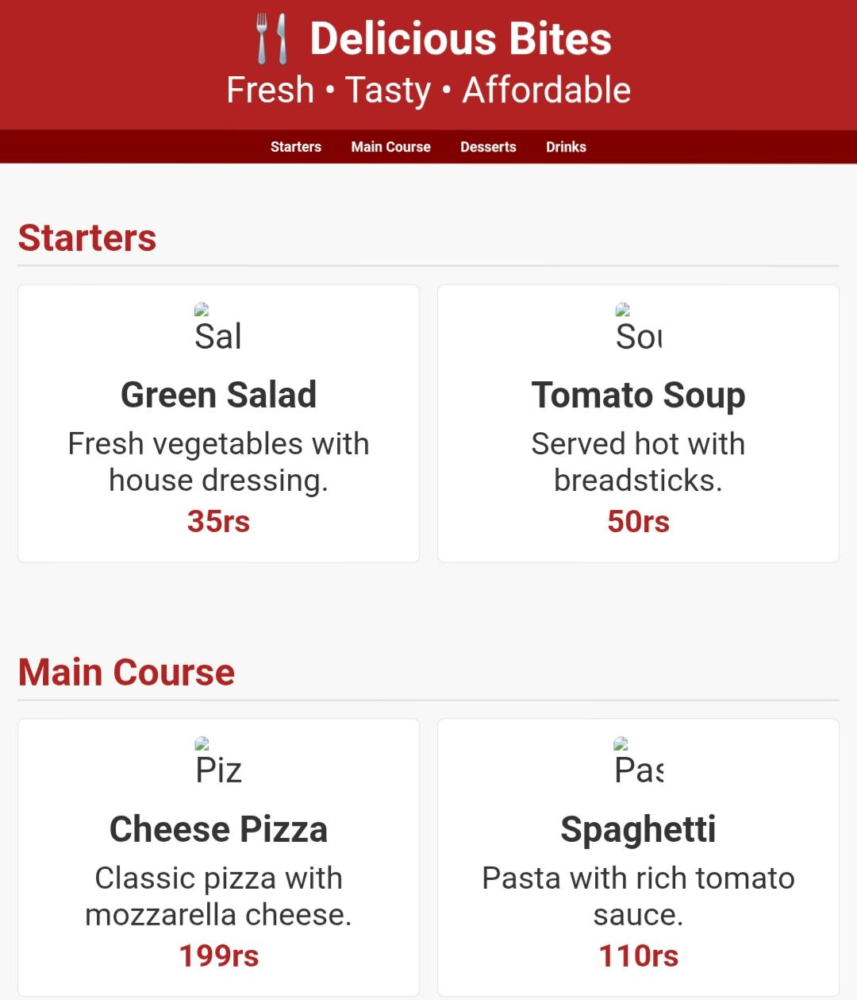 🍴 Delicious Bites
Fresh • Tasty • Affordable
Starters Main Course Desserts Drinks
Starters
Sal
Green Salad
Fresh vegetables with
house dressing.
35rs
Sou
Tomato Soup
Served hot with
breadsticks.
50rs
Main Course
Piz
Cheese Pizza
Classic pizza with
mozzarella cheese.
199rs
Pas
Spaghetti
Pasta with rich tomato
sauce.
110rs